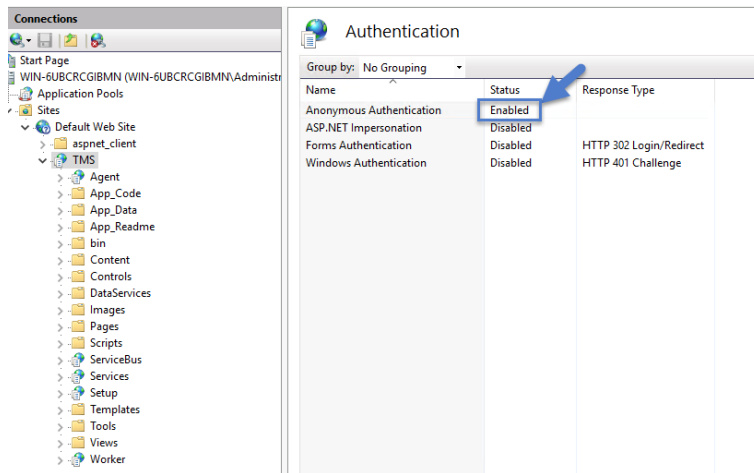 Connections
Start Page
WIN-6UBCRCGIBMN (WIN-6UBCRCGIBMN\Administr
Application Pools
Sites
Default Web Site
aspnet_client
TMS
Agent
App_Code
App_Data
App_Readme
bin
Content
Controls
DataServices
Images
Pages
Scripts
ServiceBus
Services
Setup
Templates
Tools
Views
Worker
Authentication
Group by: No Grouping
Name Status Response Type
Anonymous Authentication Enabled
ASP.NET Impersonation Disabled
Forms Authentication Disabled HTTP 302 Login/Redirect
Windows Authentication Disabled HTTP 401 Challenge